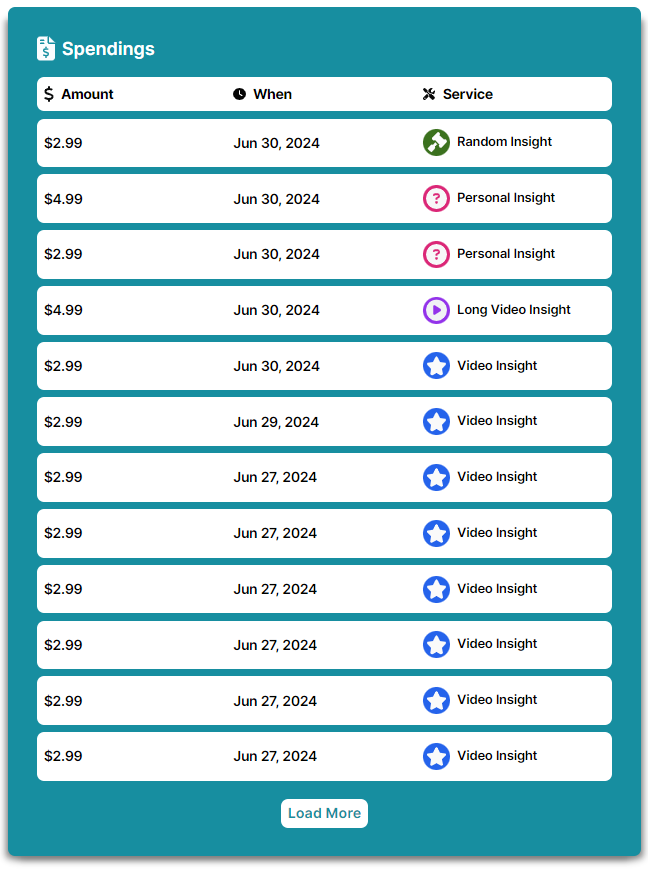 Spendings
Amount When Service
$2.99 Jun 30, 2024 Random Insight
$4.99 Jun 30, 2024 Personal Insight
$2.99 Jun 30, 2024 Personal Insight
$4.99 Jun 30, 2024 Long Video Insight
$2.99 Jun 30, 2024 Video Insight
$2.99 Jun 29, 2024 Video Insight
$2.99 Jun 27, 2024 Video Insight
$2.99 Jun 27, 2024 Video Insight
$2.99 Jun 27, 2024 Video Insight
$2.99 Jun 27, 2024 Video Insight
$2.99 Jun 27, 2024 Video Insight
$2.99 Jun 27, 2024 Video Insight
Load More